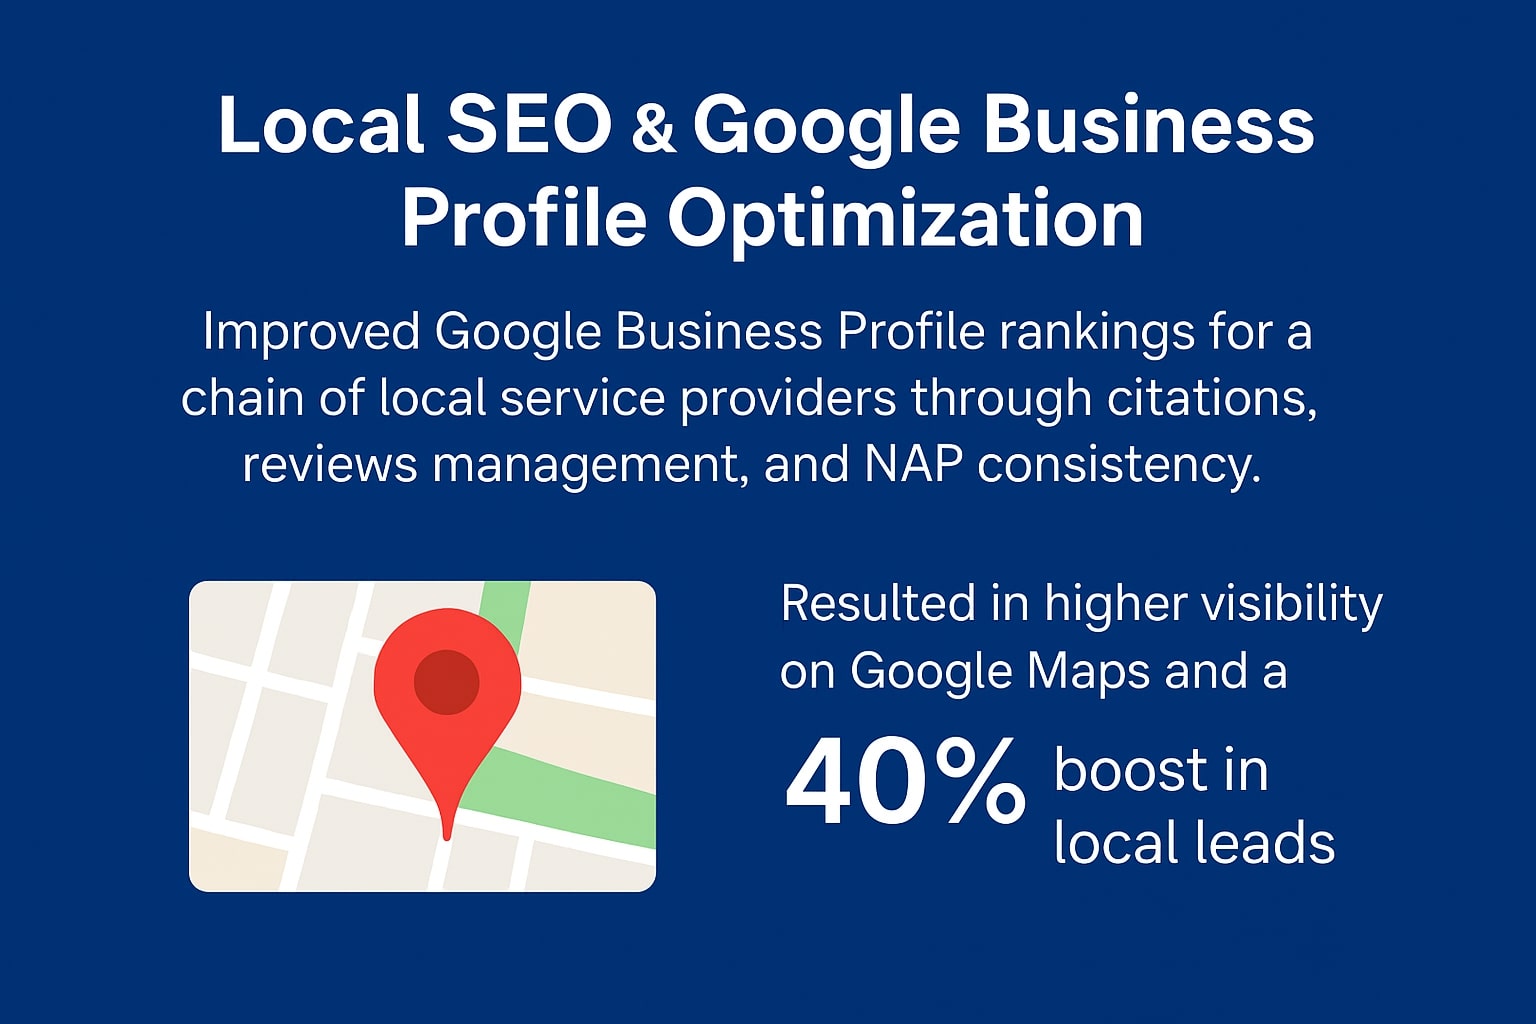 Local SEO & Google Business
Profile Optimization
Improved Google Business Profile rankings for a
chain of local service providers through citations,
reviews management, and NAP consistency.
Resulted in higher visibility
on Google Maps and a
40% boost in
local leads